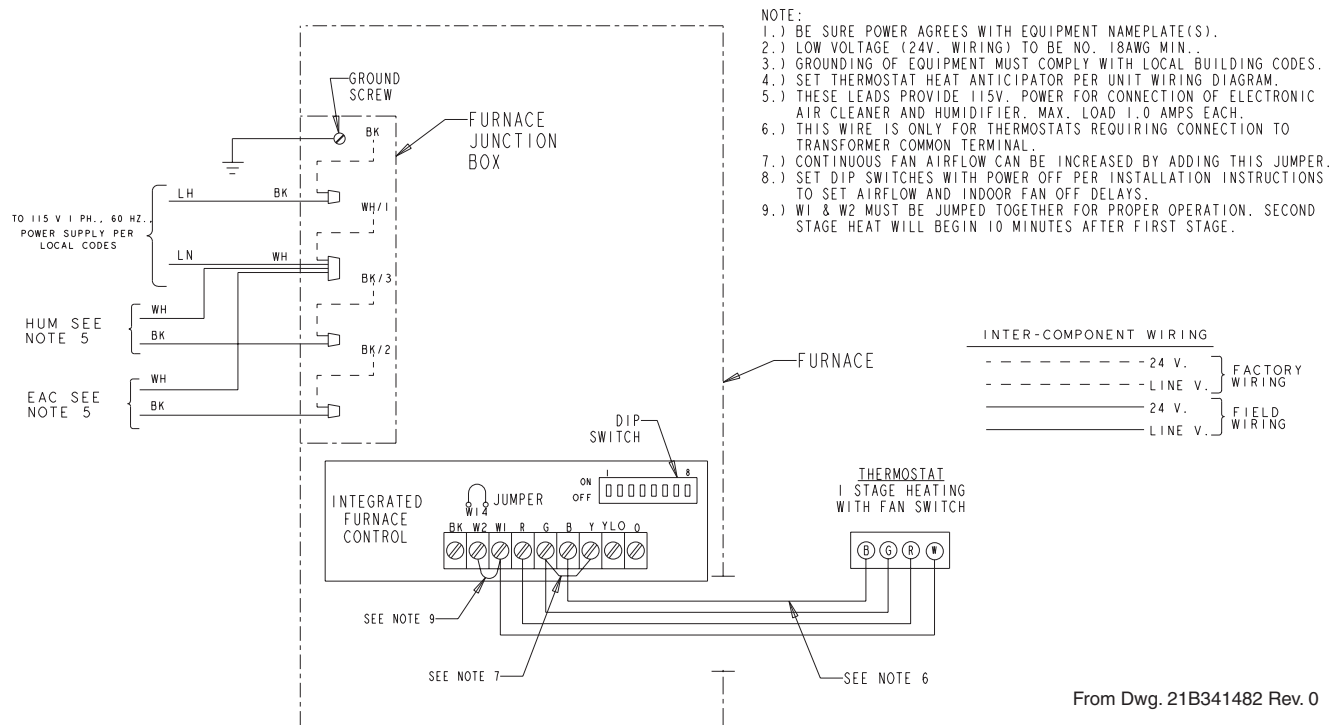 NOTE:
1.) BE SURE POWER AGREES WITH EQUIPMENT NAMEPLATE(S).
2.) LOW VOLTAGE (24V. WIRING) TO BE NO. 18AWG MIN..
3.) GROUNDING OF EQUIPMENT MUST COMPLY WITH LOCAL BUILDING CODES.
4.) SET THERMOSTAT HEAT ANTICIPATOR PER UNIT WIRING DIAGRAM.
5.) THESE LEADS PROVIDE 115V. POWER FOR CONNECTION OF ELECTRONIC
AIR CLEANER AND HUMIDIFIER. MAX. LOAD 1.0 AMPS EACH.
6.) THIS WIRE IS ONLY FOR THERMOSTATS REQUIRING CONNECTION TO
TRANSFORMER COMMON TERMINAL.
7.) CONTINUOUS FAN AIRFLOW CAN BE INCREASED BY ADDING THIS JUMPER.
8.) SET DIP SWITCHES WITH POWER OFF PER INSTALLATION INSTRUCTIONS
TO SET AIRFLOW AND INDOOR FAN OFF DELAYS.
9.) W1 & W2 MUST BE JUMPED TOGETHER FOR PROPER OPERATION. SECOND
STAGE HEAT WILL BEGIN 10 MINUTES AFTER FIRST STAGE.
GROUND
SCREW
BK
FURNACE
JUNCTION
BOX
LH BK
WH/1
TO 115 V 1 PH., 60 HZ.,
POWER SUPPLY PER
LOCAL CODES
LN WH
BK/3
HUM SEE
NOTE 5
WH
BK
BK/2
EAC SEE
NOTE 5
WH
BK
FURNACE
INTER-COMPONENT WIRING
24 V.
LINE V.
FACTORY
WIRING
24 V.
LINE V.
FIELD
WIRING
DIP
SWITCH
1 8
ON
OFF
INTEGRATED
FURNACE
CONTROL
JUMPER
W14
BK W2 W1 R G B Y YLO O
THERMOSTAT
1 STAGE HEATING
WITH FAN SWITCH
B G R W
SEE NOTE 9
SEE NOTE 7
SEE NOTE 6
From Dwg. 21B341482 Rev. 0